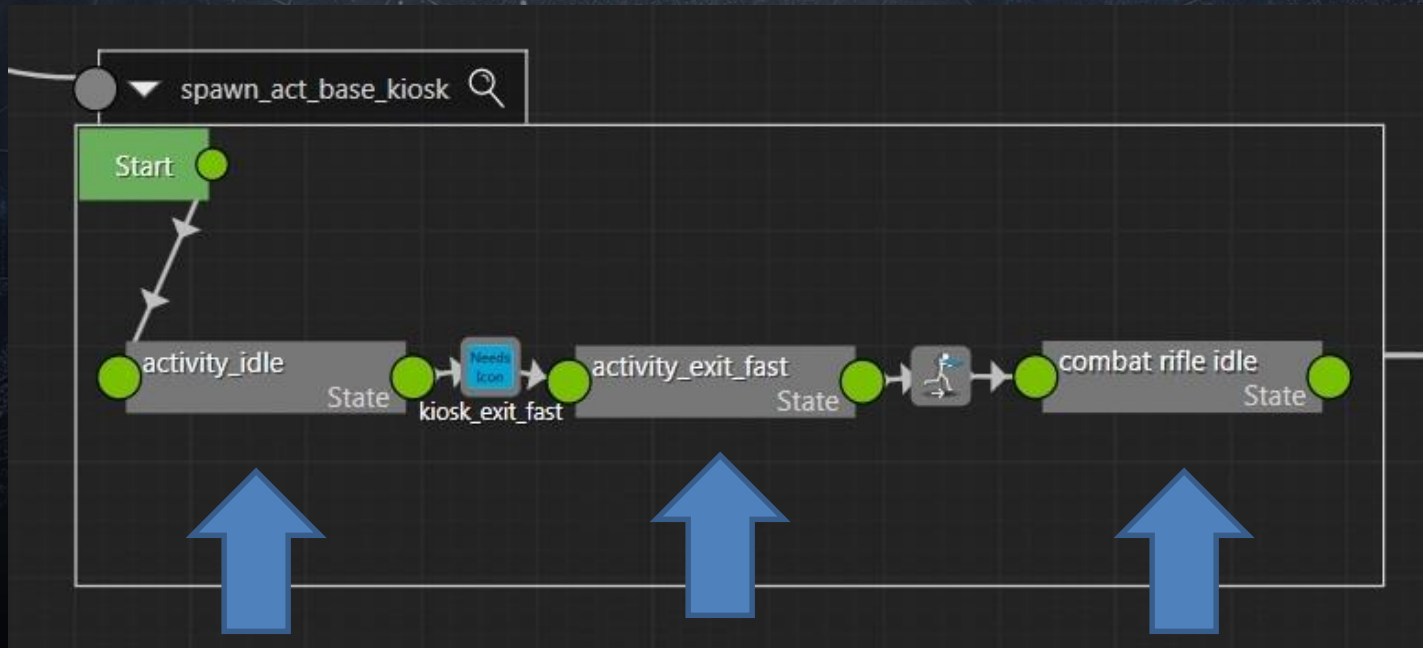 spawn_act_base_kiosk
Start
activity_idle
State
Needs
Icon
kiosk_exit_fast
activity_exit_fast
State
combat rifle idle
State